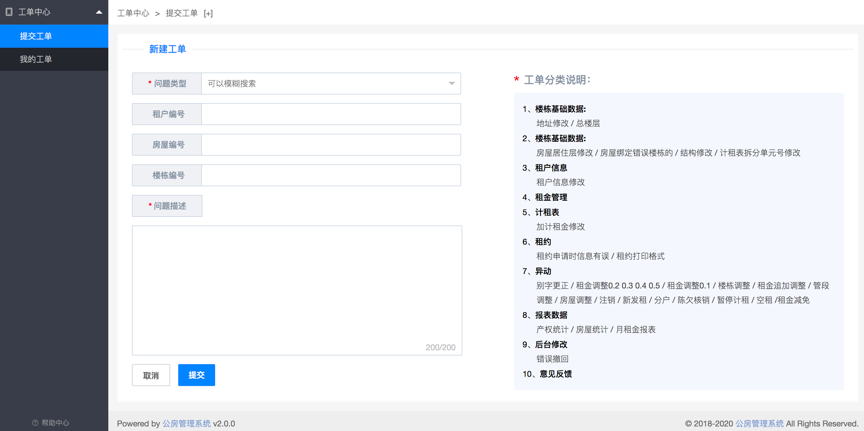 工单中心
提交工单
我的工单
帮助中心
工单中心 > 提交工单 [+]
新建工单
* 问题类型 可以模糊搜索
租户编号
房屋编号
楼栋编号
* 问题描述
200/200
取消 提交
* 工单分类说明：
1、楼栋基础数据:
地址修改 / 总楼层
2、楼栋基础数据:
房屋居住层修改 / 房屋绑定错误楼栋的 / 结构修改 / 计租表拆分单元号修改
3、租户信息
租户信息修改
4、租金管理
5、计租表
加计租金修改
6、租约
租约申请时信息有误 / 租约打印格式
7、异动
别字更正 / 租金调整0.2 0.3 0.4 0.5 / 租金调整0.1 / 楼栋调整 / 租金追加调整 / 管段
调整 / 房屋调整 / 注销 / 新发租 / 分户 / 陈欠核销 / 暂停计租 / 空租 /租金减免
8、报表数据
产权统计 / 房屋统计 / 月租金报表
9、后台修改
错误撤回
10、意见反馈
Powered by 公房管理系统 v2.0.0
© 2018-2020 公房管理系统 All Rights Reserved.